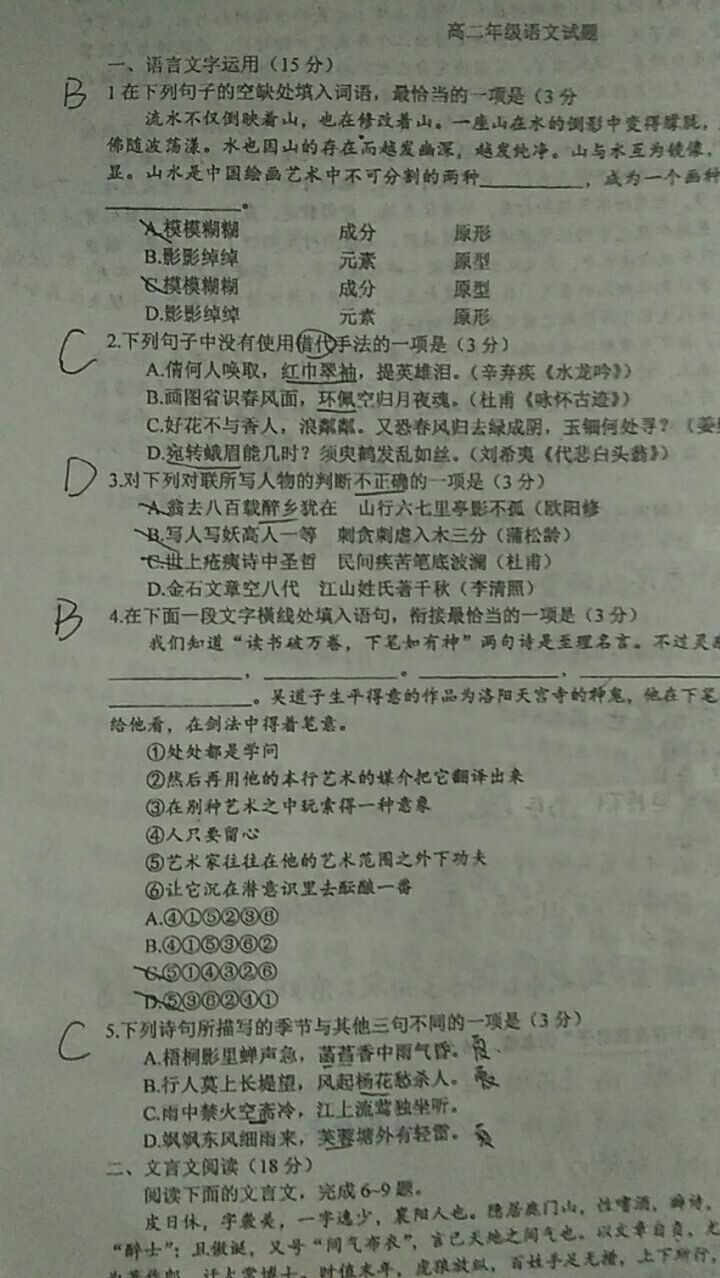 高二年级语文试题
一、语言文字运用（15 分）
B 1 在下列句子的空缺处填入词语，最恰当的一项是（3 分
流水不仅倒映着山，也在修改着山。一座山在水的倒影中变得朦胧，
佛随波荡漾。水也因山的存在而越发幽深，越发纯净。山与水互为镜像，
显。山水是中国绘画艺术中不可分割的两种__________，成为一个画种
____________。
A.模模糊糊 成分 原形
B.影影绰绰 元素 原型
C.模模糊糊 成分 原型
D.影影绰绰 元素 原形
C 2.下列句子中没有使用借代手法的一项是（3 分）
A.倩何人唤取，红巾翠袖，揾英雄泪。（辛弃疾《水龙吟》）
B.画图省识春风面，环佩空归月夜魂。（杜甫《咏怀古迹》）
C.好花不与香人，浪粼粼。又恐春风归去绿成阴，玉钿何处寻？（姜
D.宛转蛾眉能几时？须臾鹤发乱如丝。（刘希夷《代悲白头翁》）
D 3.对下列对联所写人物的判断不正确的一项是（3 分）
A.翁去八百载醉乡犹在 山行六七里亭影不孤（欧阳修
B.写人写妖高人一等 刺贪刺虐入木三分（蒲松龄）
C.世上疮痍诗中圣哲 民间疾苦笔底波澜（杜甫）
D.金石文章空八代 江山姓氏著千秋（李清照）
B 4.在下面一段文字横线处填入语句，衔接最恰当的一项是（3 分）
我们知道“读书破万卷，下笔如有神”两句诗是至理名言。不过灵感
____________，____________。____________，____________
____________。吴道子生平得意的作品为洛阳天宫寺的神鬼，他在下笔
给他看，在剑法中得着笔意。
①处处都是学问
②然后再用他的本行艺术的媒介把它翻译出来
③在别种艺术之中玩索得一种意象
④人只要留心
⑤艺术家往往在他的艺术范围之外下功夫
⑥让它沉在潜意识里去酝酿一番
A.④①⑤②③⑥
B.④①⑤③⑥②
C.⑤①④③②⑥
D.⑤③⑥②④①
C 5.下列诗句所描写的季节与其他三句不同的一项是（3 分）
A.梧桐影里蝉声急，菡萏香中雨气昏。夏
B.行人莫上长堤望，风起杨花愁杀人。
C.雨中禁火空斋冷，江上流莺独坐听。
D.飒飒东风细雨来，芙蓉塘外有轻雷。夏
二、文言文阅读（18 分）
阅读下面的文言文，完成 6~9 题。
皮日休，字袭美，一字逸少，襄阳人也。隐居鹿门山，性嗜酒，癖诗，
“醉士”；且傲诞，又号“间气布衣”，言己天地之间气也。以文章自负，尤
时值末年，虎狼放纵，百姓手足无措，上下所行，